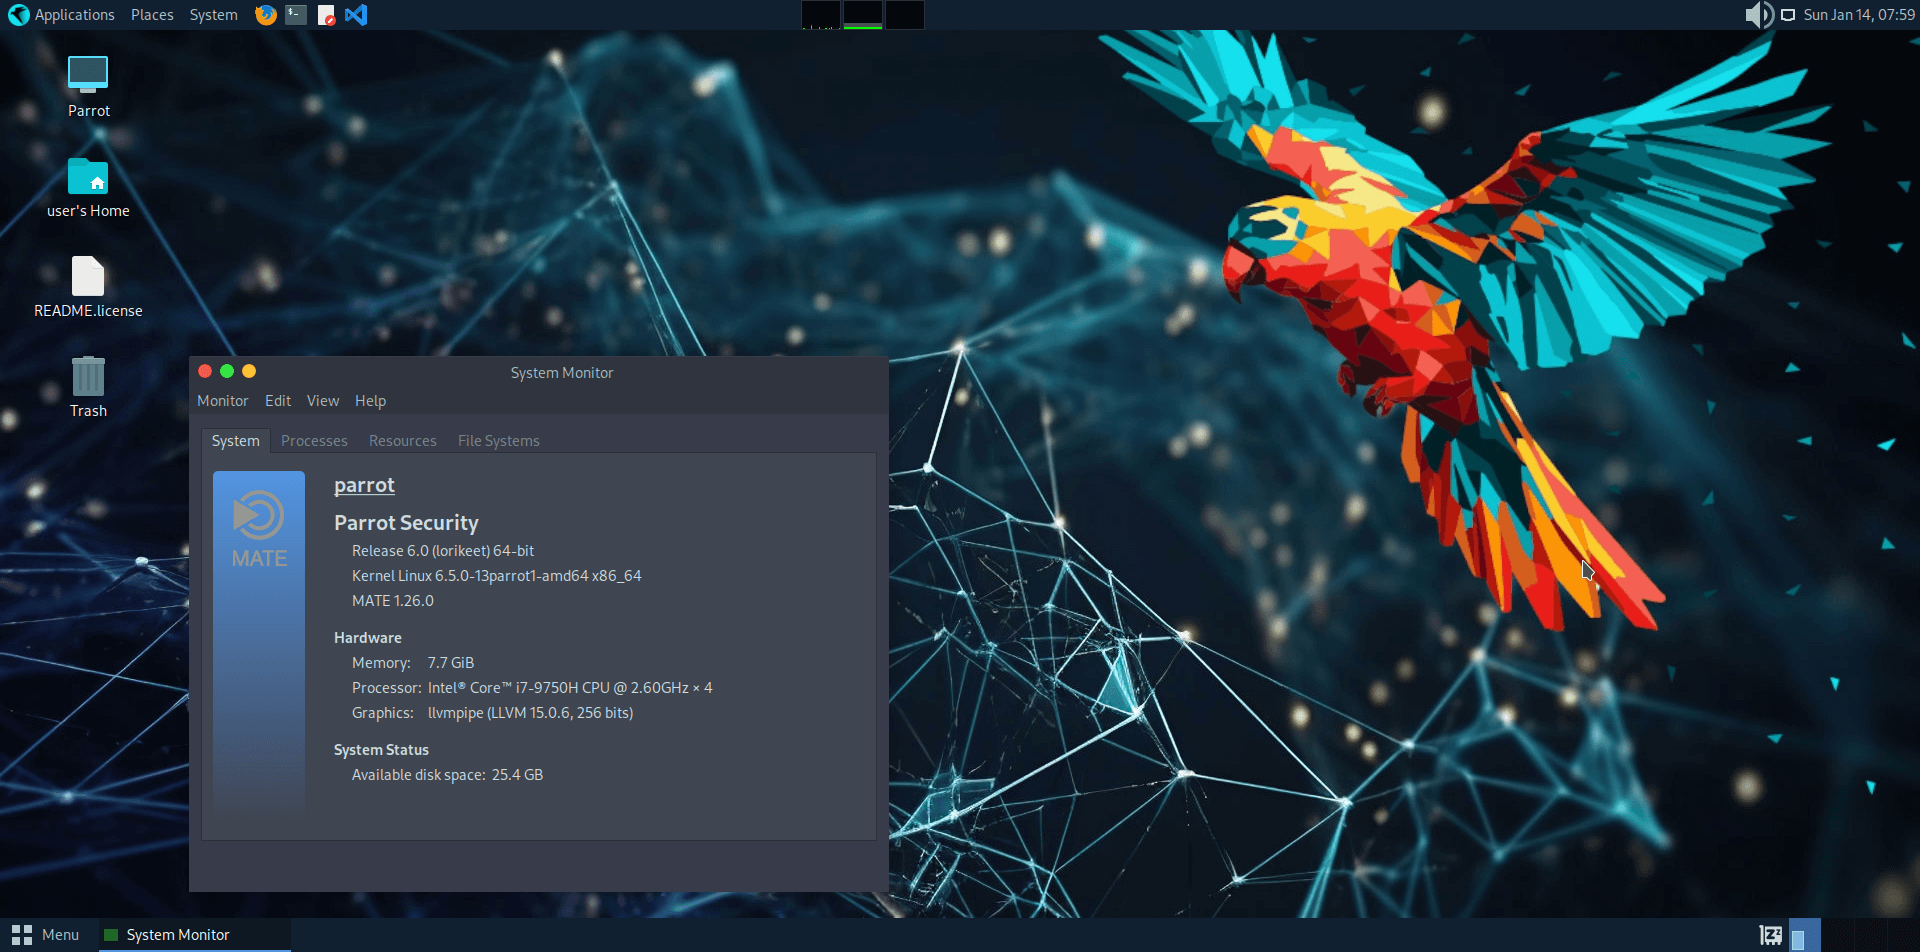 Applications Places System
Sun Jan 14, 07:59
Parrot
user's Home
README.license
Trash
System Monitor
Monitor Edit View Help
System Processes Resources File Systems
MATE
parrot
Parrot Security
Release 6.0 (lorikeet) 64-bit
Kernel Linux 6.5.0-13parrot1-amd64 x86_64
MATE 1.26.0
Hardware
Memory: 7.7 GiB
Processor: Intel® Core™ i7-9750H CPU @ 2.60GHz × 4
Graphics: llvmpipe (LLVM 15.0.6, 256 bits)
System Status
Available disk space: 25.4 GB
Menu System Monitor